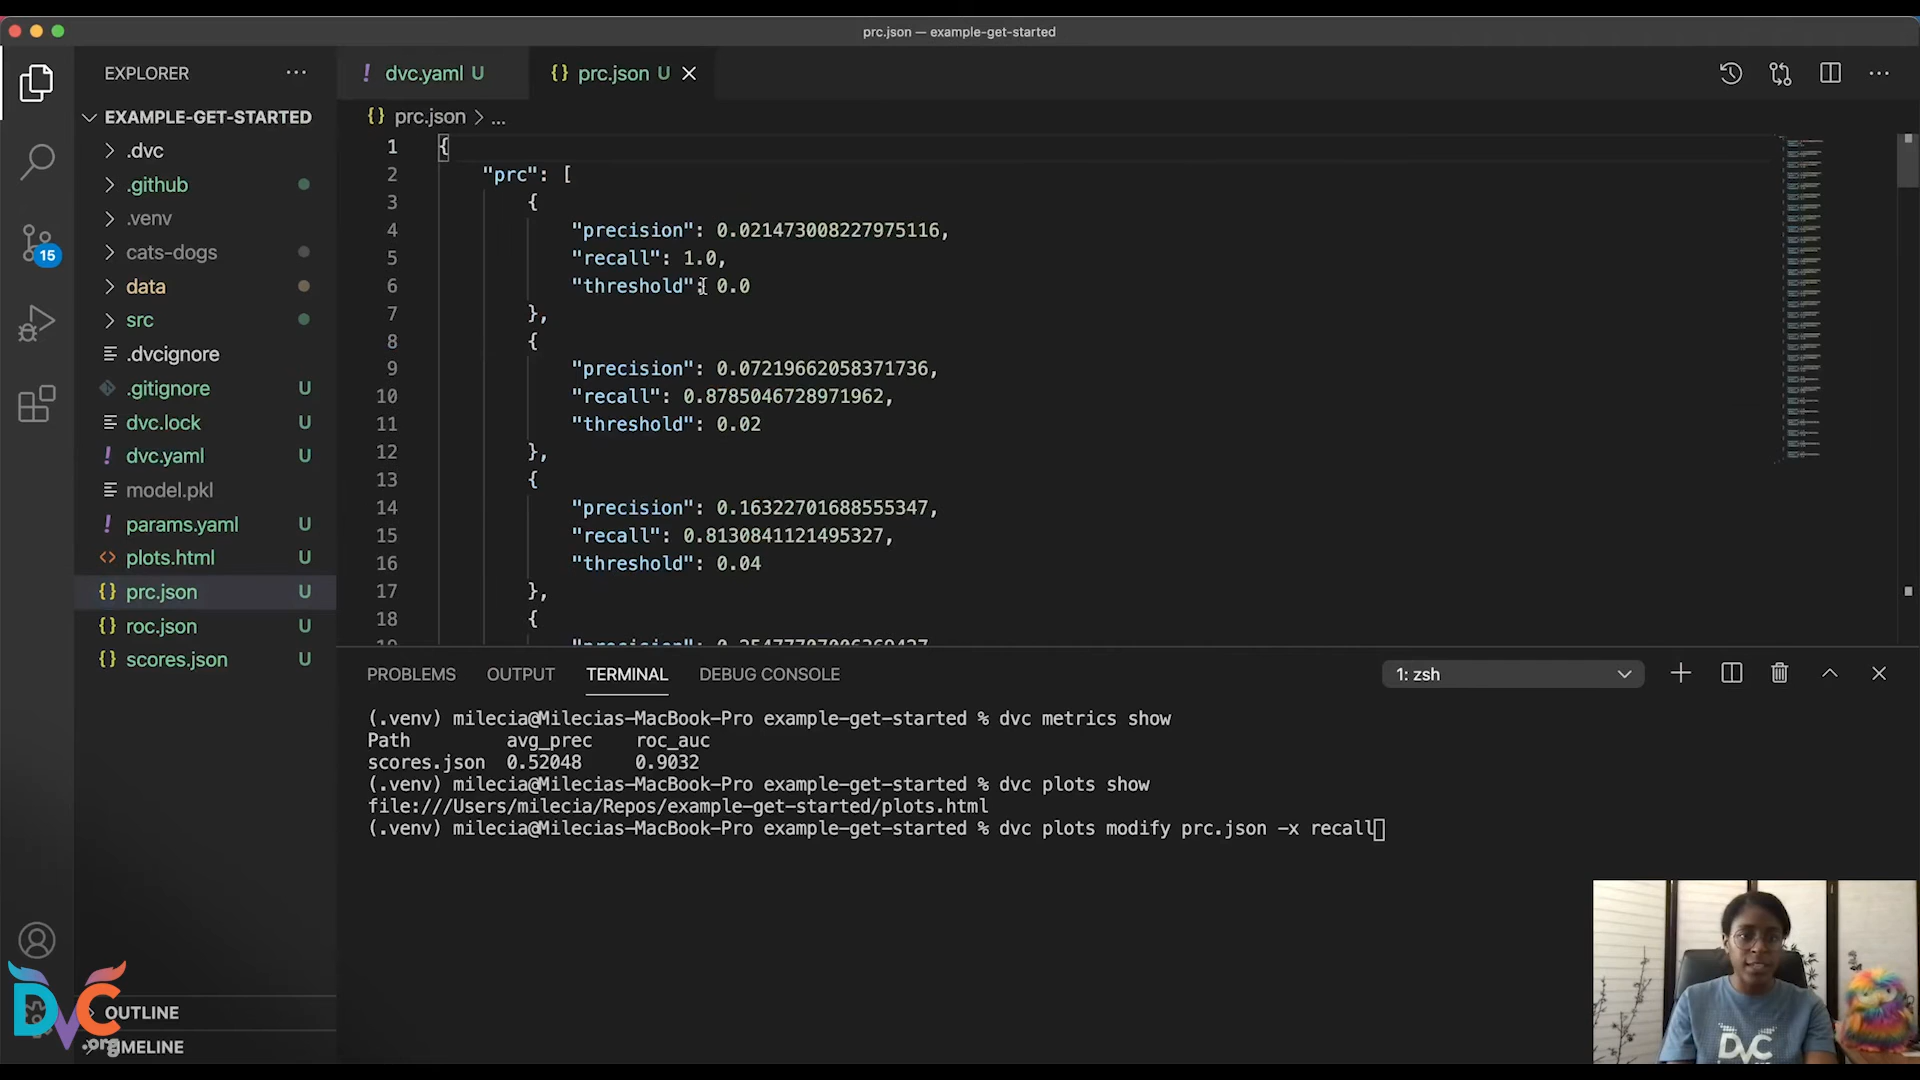 prc.json — example-get-started
EXPLORER
dvc.yaml U
prc.json U
EXAMPLE-GET-STARTED
prc.json > ...
.dvc
.github
.venv
cats-dogs
data
src
.dvcignore
.gitignore U
dvc.lock U
dvc.yaml U
model.pkl
params.yaml U
plots.html U
prc.json U
roc.json U
scores.json U
15
1 {
2 "prc": [
3 {
4 "precision": 0.021473008227975116,
5 "recall": 1.0,
6 "threshold": 0.0
7 },
8 {
9 "precision": 0.07219662058371736,
10 "recall": 0.8785046728971962,
11 "threshold": 0.02
12 },
13 {
14 "precision": 0.16322701688555347,
15 "recall": 0.8130841121495327,
16 "threshold": 0.04
17 },
18 {
PROBLEMS OUTPUT TERMINAL DEBUG CONSOLE 1: zsh
(.venv) milecia@Milecias-MacBook-Pro example-get-started % dvc metrics show
Path avg_prec roc_auc
scores.json 0.52048 0.9032
(.venv) milecia@Milecias-MacBook-Pro example-get-started % dvc plots show
file:///Users/milecia/Repos/example-get-started/plots.html
(.venv) milecia@Milecias-MacBook-Pro example-get-started % dvc plots modify prc.json -x recall
OUTLINE
TIMELINE
DVC
.org
DVC